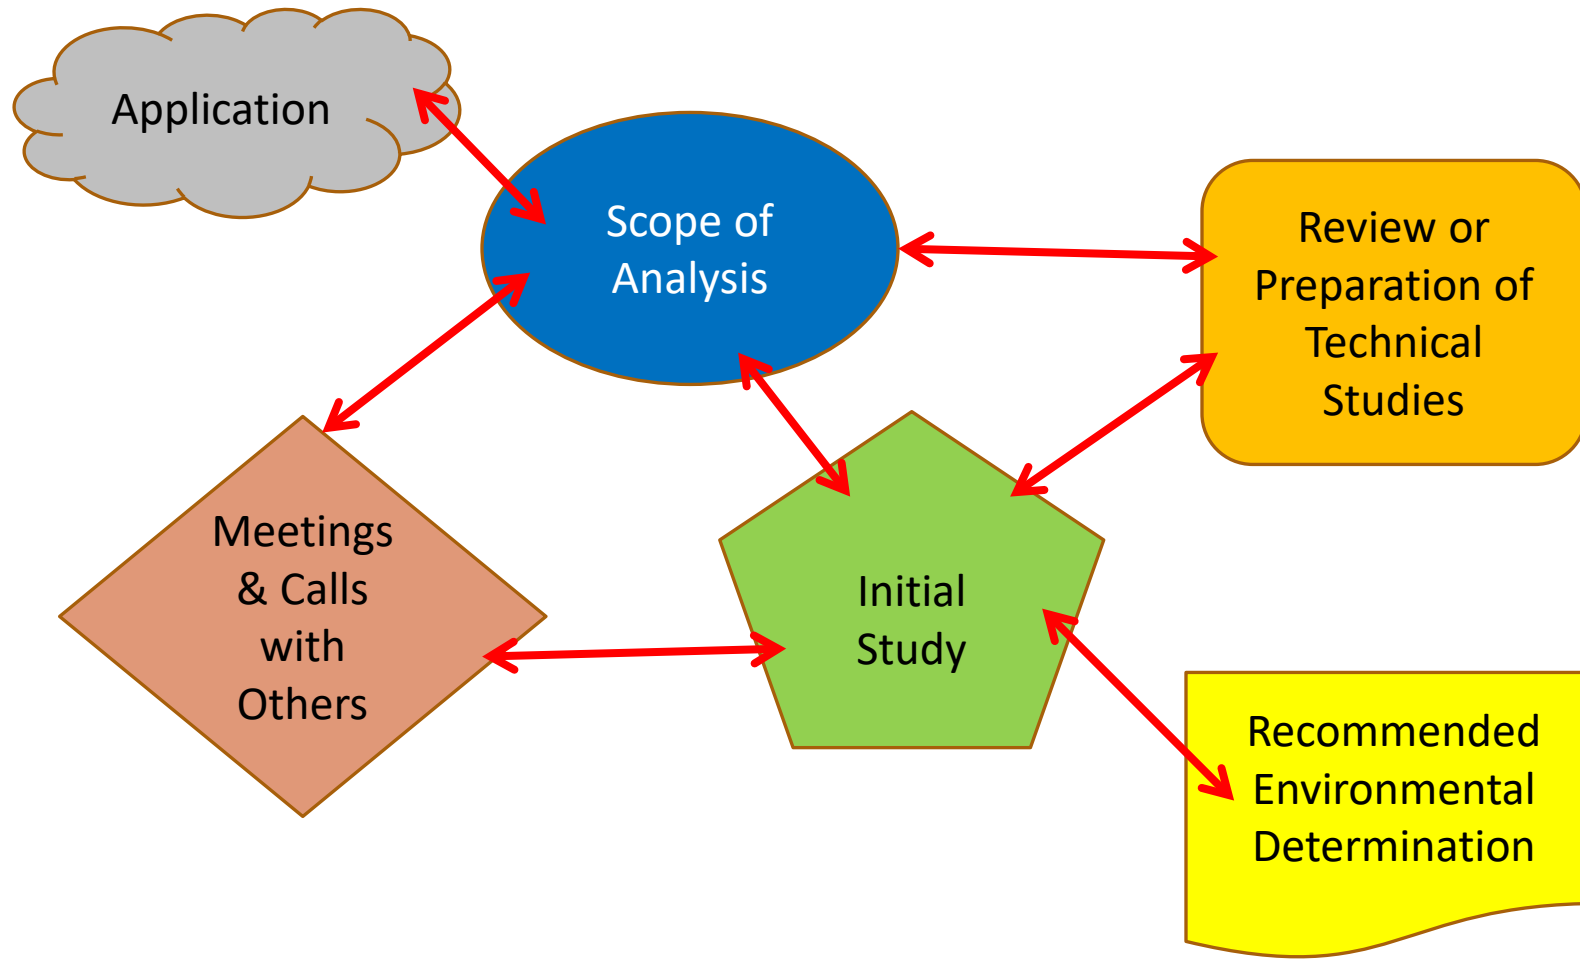 Application
Scope of
Analysis
Review or
Preparation of
Technical
Studies
Meetings
& Calls
with
Others
Initial
Study
Recommended
Environmental
Determination